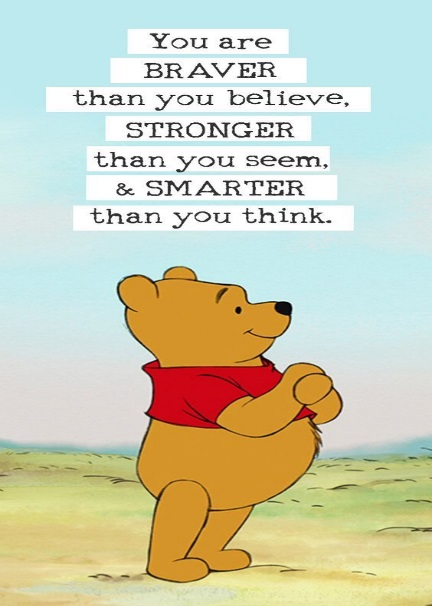 You are
BRAVER
than you believe,
STRONGER
than you seem,
& SMARTER
than you think.